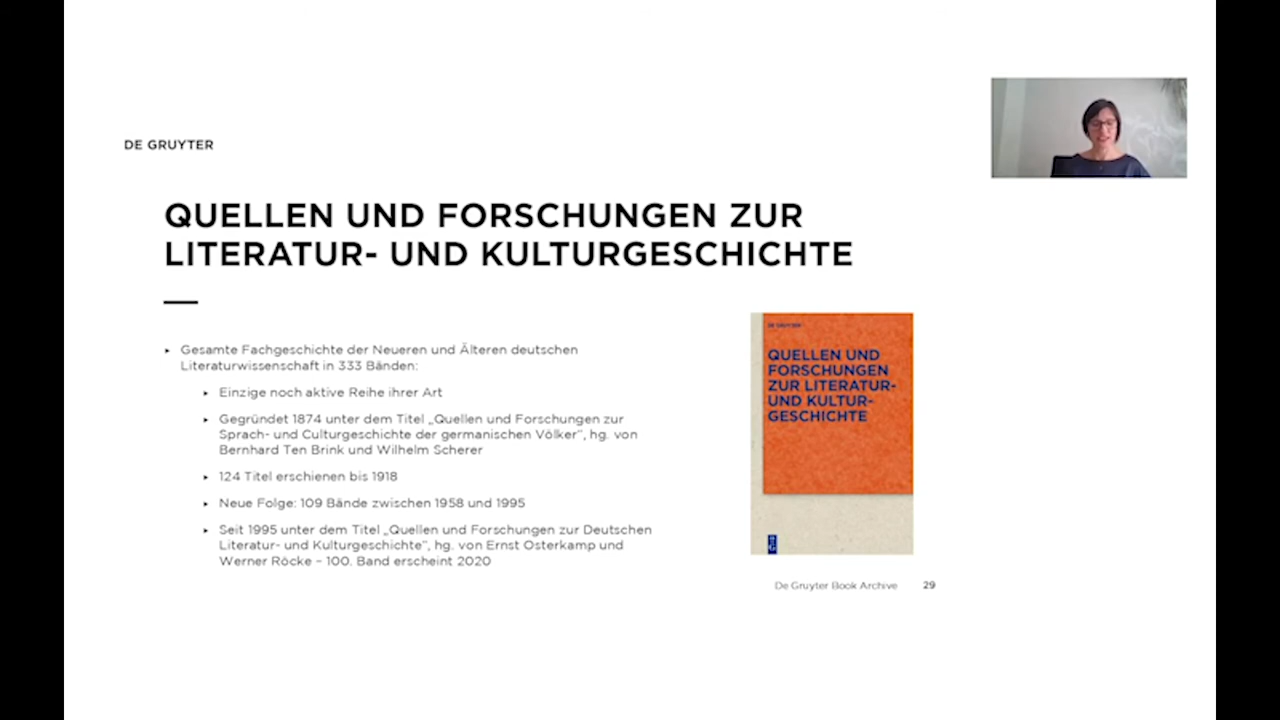 DE GRUYTER
QUELLEN UND FORSCHUNGEN ZUR
LITERATUR- UND KULTURGESCHICHTE
Gesamte Fachgeschichte der Neueren und Älteren deutschen
Literaturwissenschaft in 333 Bänden:
Einzige noch aktive Reihe ihrer Art
Gegründet 1874 unter dem Titel „Quellen und Forschungen zur
Sprach- und Culturgeschichte der germanischen Völker“, hg. von
Bernhard Ten Brink und Wilhelm Scherer
124 Titel erschienen bis 1918
Neue Folge: 109 Bände zwischen 1958 und 1995
Seit 1995 unter dem Titel „Quellen und Forschungen zur Deutschen
Literatur- und Kulturgeschichte“, hg. von Ernst Osterkamp und
Werner Röcke – 100. Band erscheint 2020
DE GRUYTER
QUELLEN UND
FORSCHUNGEN
ZUR LITERATUR-
UND KULTUR-
GESCHICHTE
DE
G
De Gruyter Book Archive 29